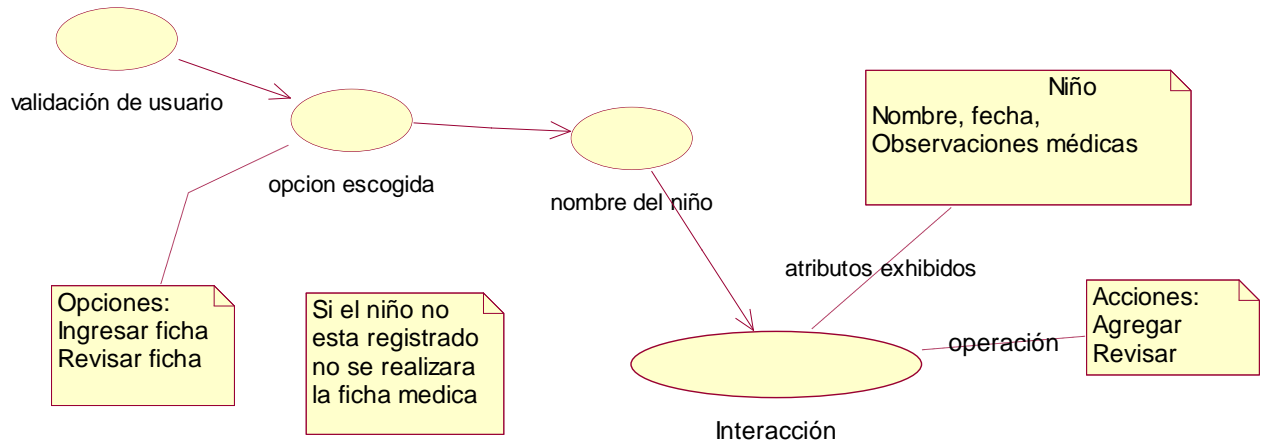 validación de usuario
opcion escogida
nombre del niño
Niño
Nombre, fecha,
Observaciones médicas
atributos exhibidos
Opciones:
Ingresar ficha
Revisar ficha
Si el niño no
esta registrado
no se realizara
la ficha medica
operación
Acciones:
Agregar
Revisar
Interacción